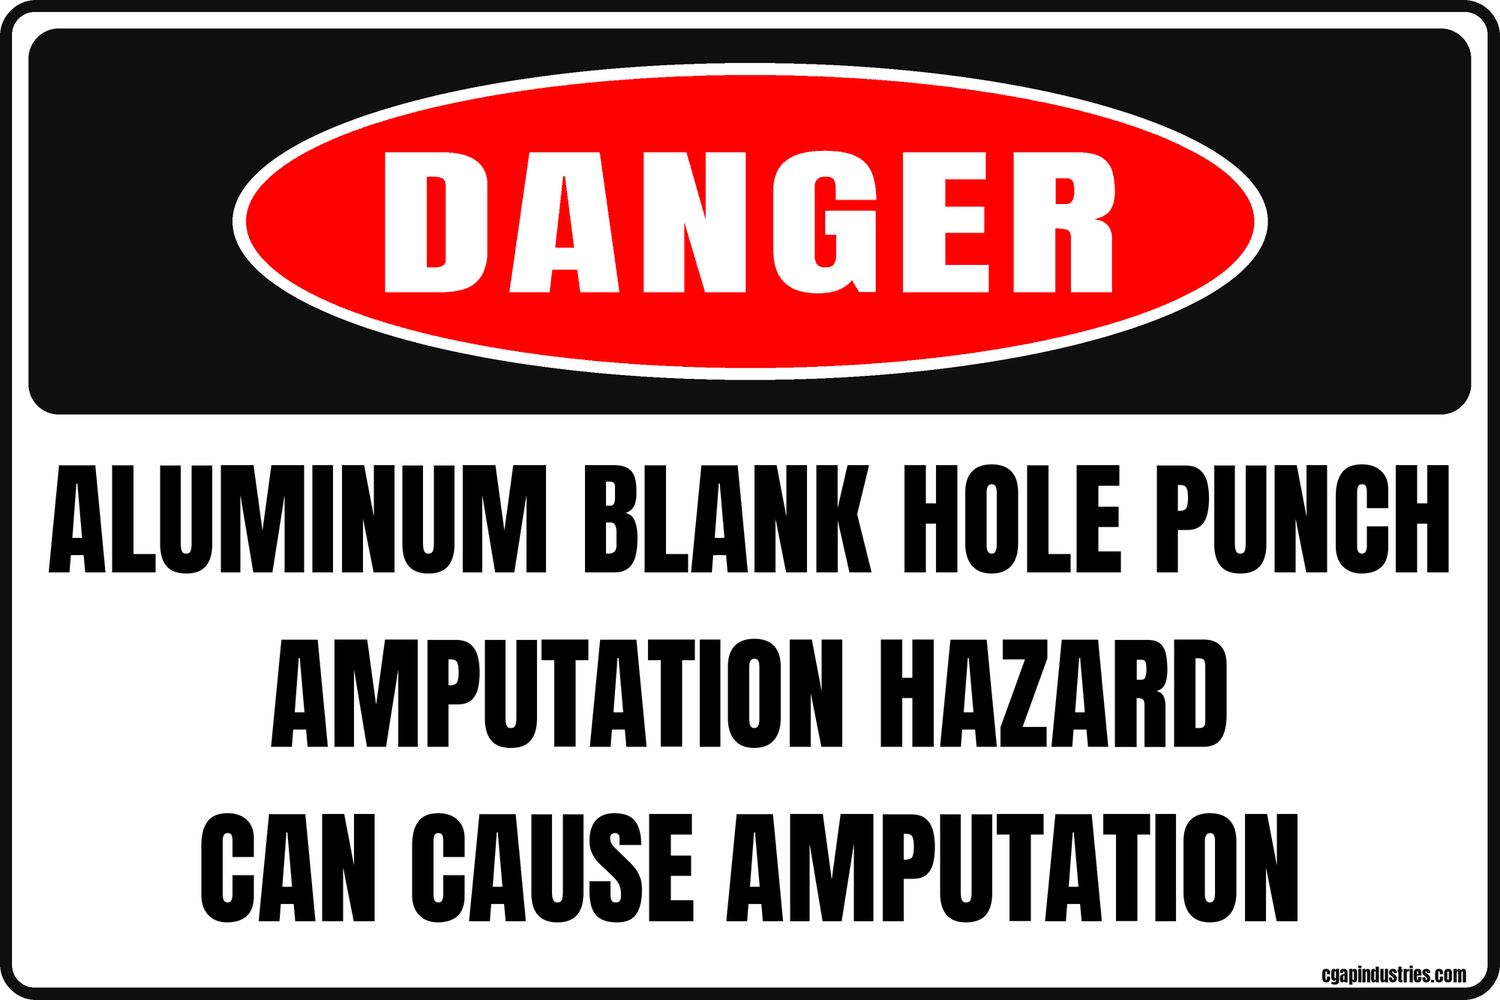 DANGER
ALUMINUM BLANK HOLE PUNCH
AMPUTATION HAZARD
CAN CAUSE AMPUTATION
cgapindustries.com